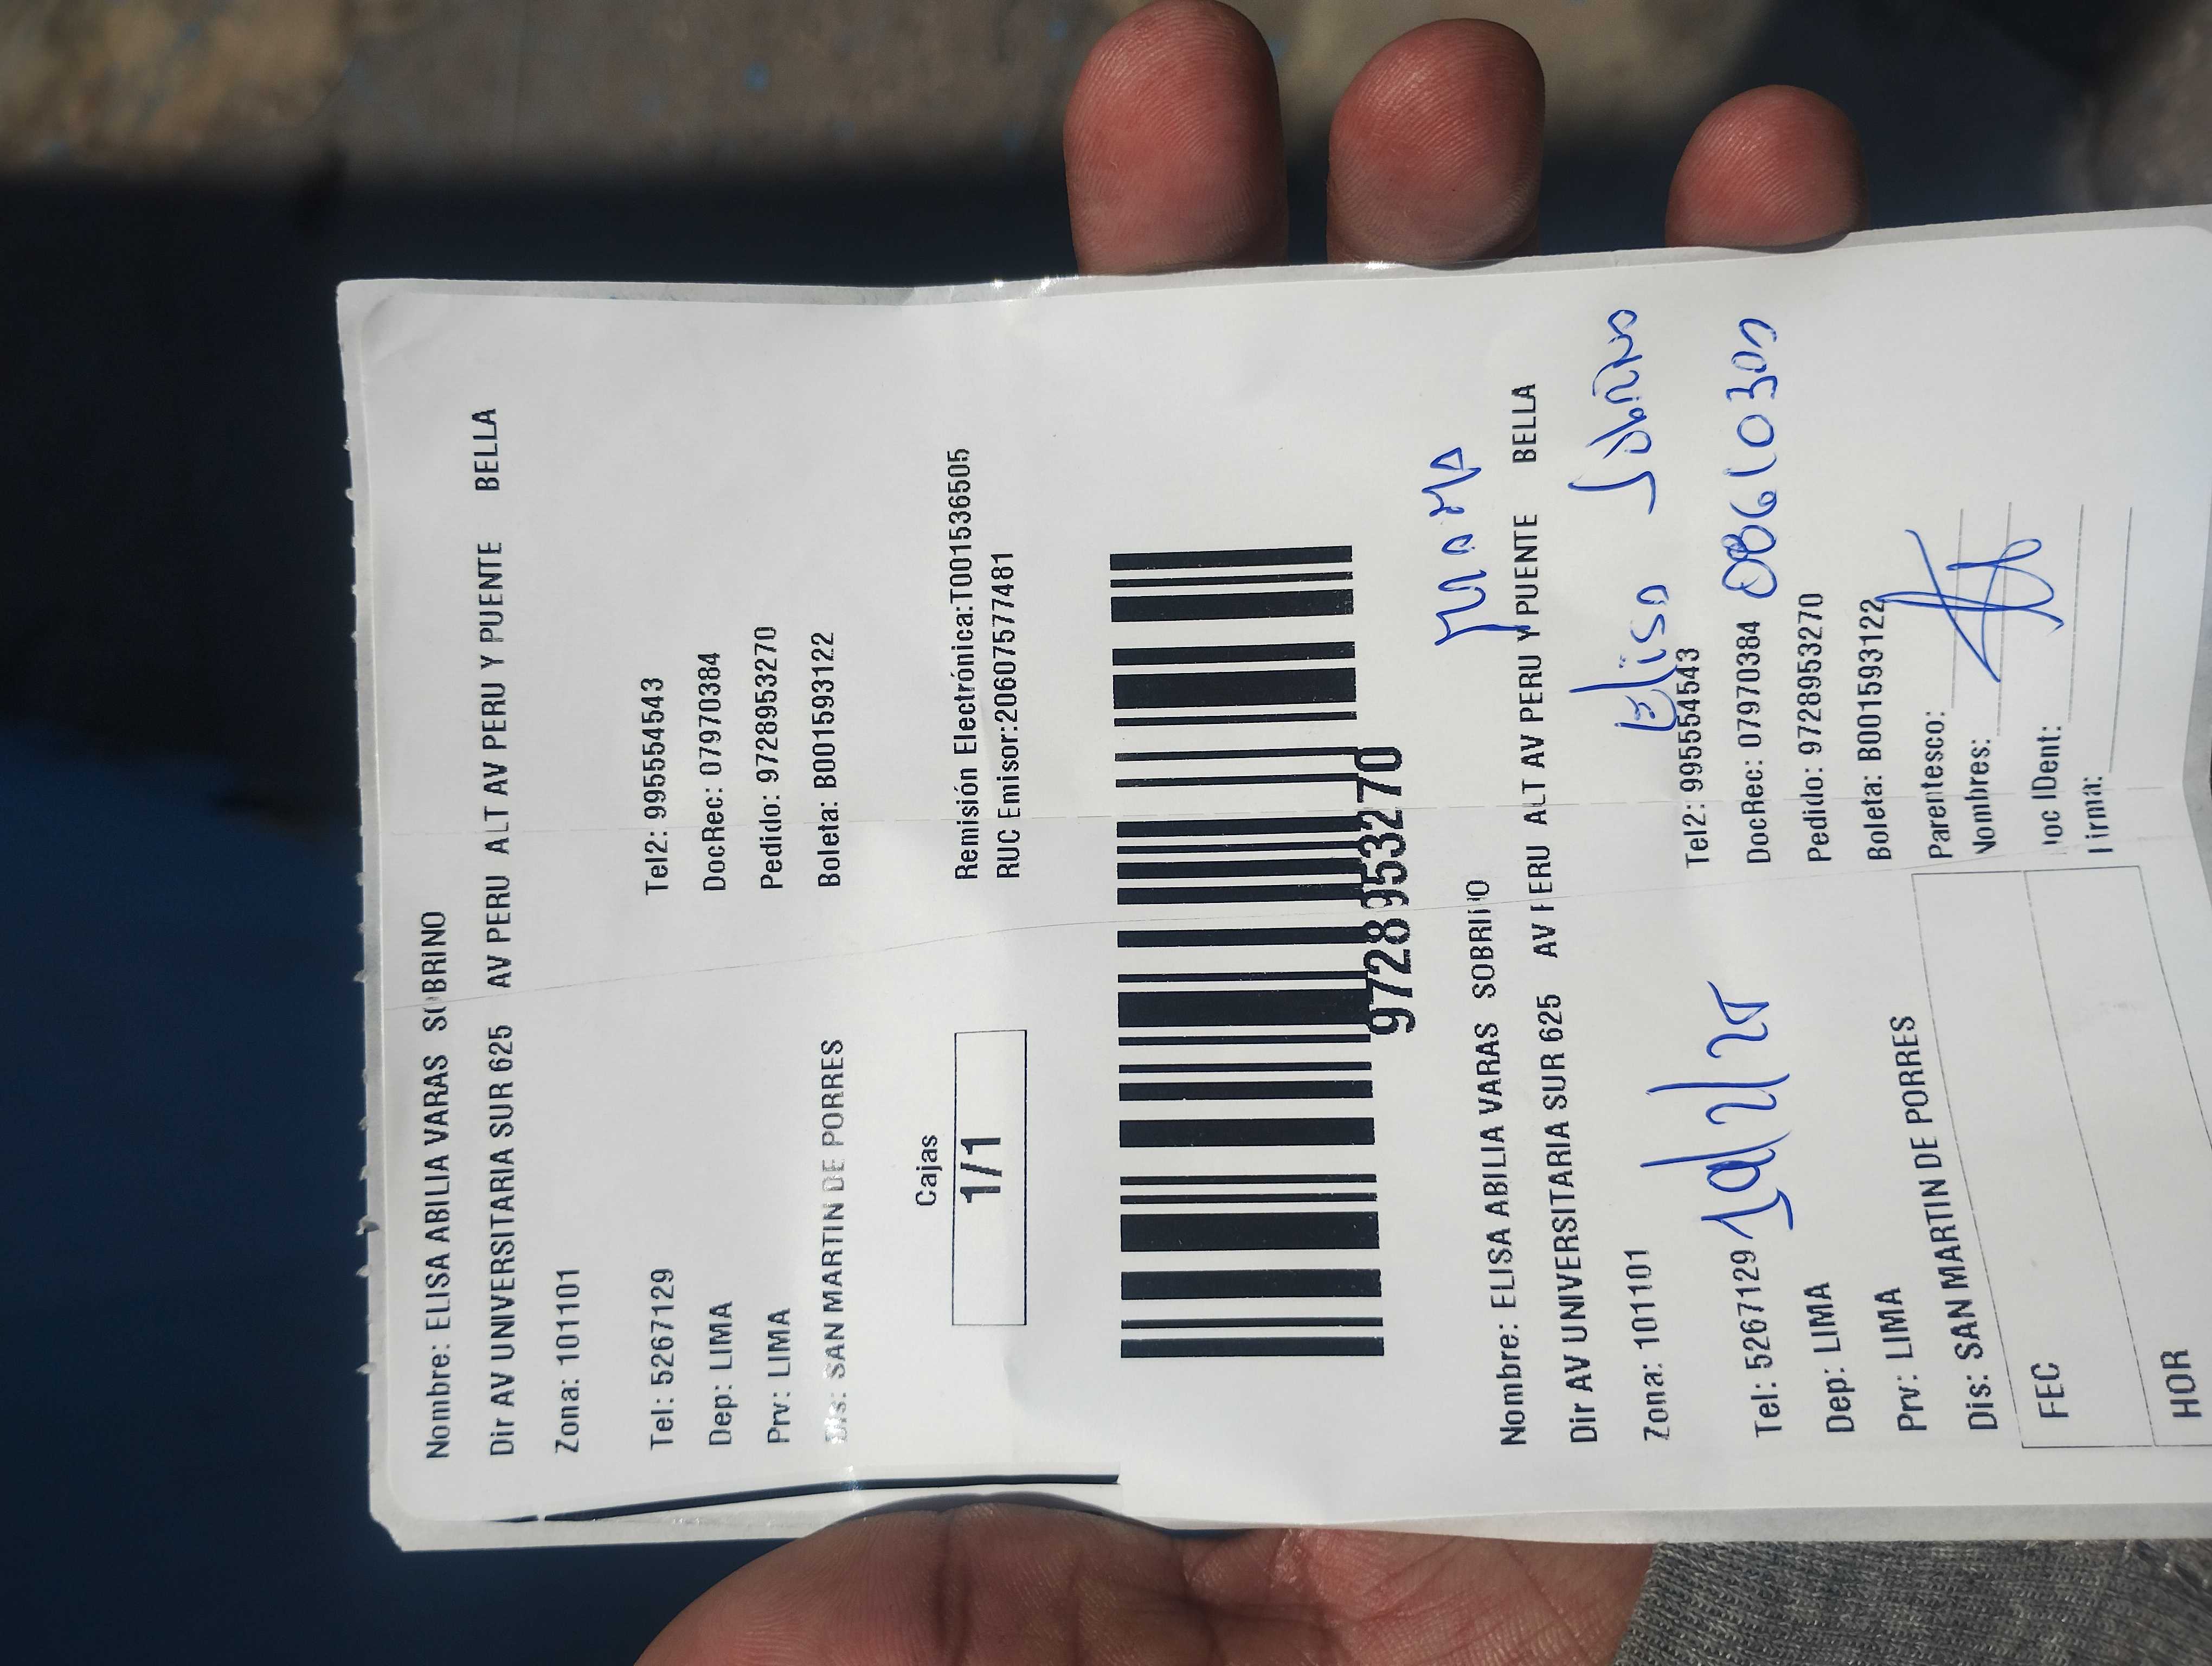 Nombre: ELISA ABILIA VARAS SOBRINO
Dir AV UNIVERSITARIA SUR 625 AV PERU ALT AV PERU Y PUENTE BELLA
Zona: 101101
Tel: 5267129 Tel2: 995554543
Dep: LIMA DocRec: 07970384
Prv: LIMA Pedido: 9728953270
Dis: SAN MARTIN DE PORRES Boleta: B001593122
Cajas
1/1
Remisión Electrónica:T001536505
RUC Emisor:20607577481
9728953270
Nombre: ELISA ABILIA VARAS SOBRINO
Dir AV UNIVERSITARIA SUR 625 AV PERU ALT AV PERU Y PUENTE BELLA
Zona: 101101
Elisa
Tel: 5267129 Tel2: 995554543
Dep: LIMA DocRec: 07970384
Prv: LIMA Pedido: 9728953270
Dis: SAN MARTIN DE PORRES Boleta: B001593122
FEC
HOR
Parentesco:
Nombres:
Doc IDent:
Firma: